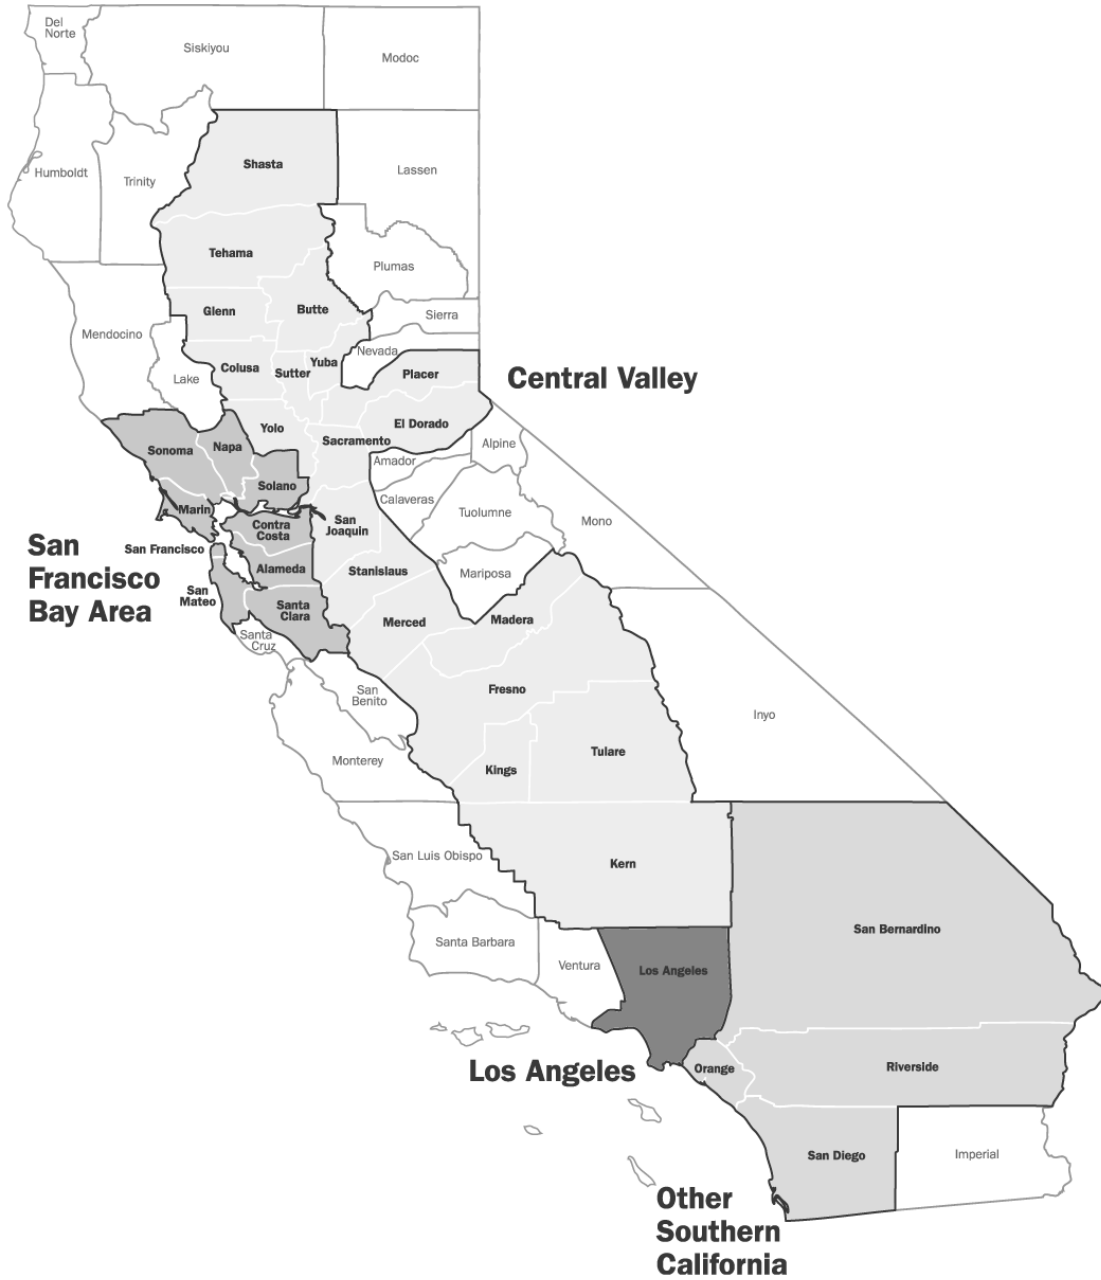 Del
Norte
Siskiyou
Modoc
Shasta
Lassen
Humboldt
Trinity
Tehama
Plumas
Glenn
Butte
Sierra
Mendocino
Nevada
Colusa
Sutter
Yuba
Placer
Lake
Central Valley
Yolo
El Dorado
Sacramento
Sonoma
Napa
Alpine
Amador
Solano
Calaveras
Marin
Tuolumne
Mono
Contra
Costa
San
Joaquin
San Francisco
San
Francisco
Bay Area
Alameda
Stanislaus
Mariposa
San
Mateo
Santa
Clara
Merced
Madera
Santa
Cruz
San
Benito
Fresno
Inyo
Monterey
Kings
Tulare
San Luis Obispo
Kern
San Bernardino
Santa Barbara
Ventura
Los Angeles
Los Angeles
Orange
Riverside
San Diego
Imperial
Other
Southern
California